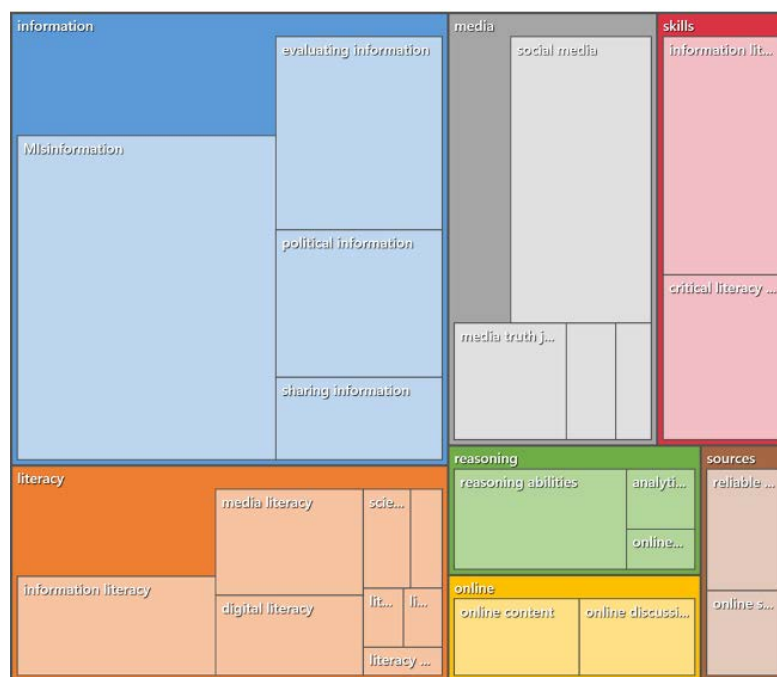 information
evaluating information
MIsinformation
political information
sharing information
media
social media
media truth j...
skills
information lit...
critical literacy ...
literacy
media literacy
scie...
information literacy
digital literacy
lit...
li...
literacy ...
reasoning
reasoning abilities
analyti...
online...
sources
reliable ...
online s...
online
online content
online discussi...